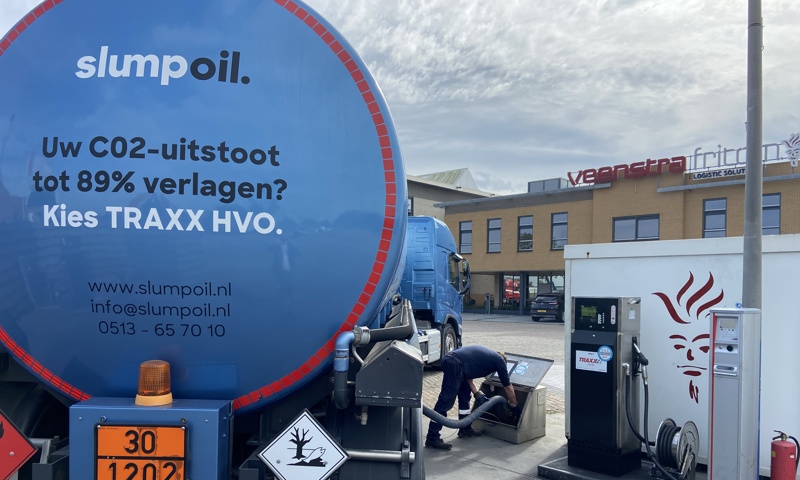 slumpoil.
Uw CO2-uitstoot
tot 89% verlagen?
Kies TRAXX HVO.
www.slumpoil.nl
info@slumpoil.nl
0513 - 65 70 10
30
1202
veenstra fritom
LOGISTIC SOLUT
TRAXX